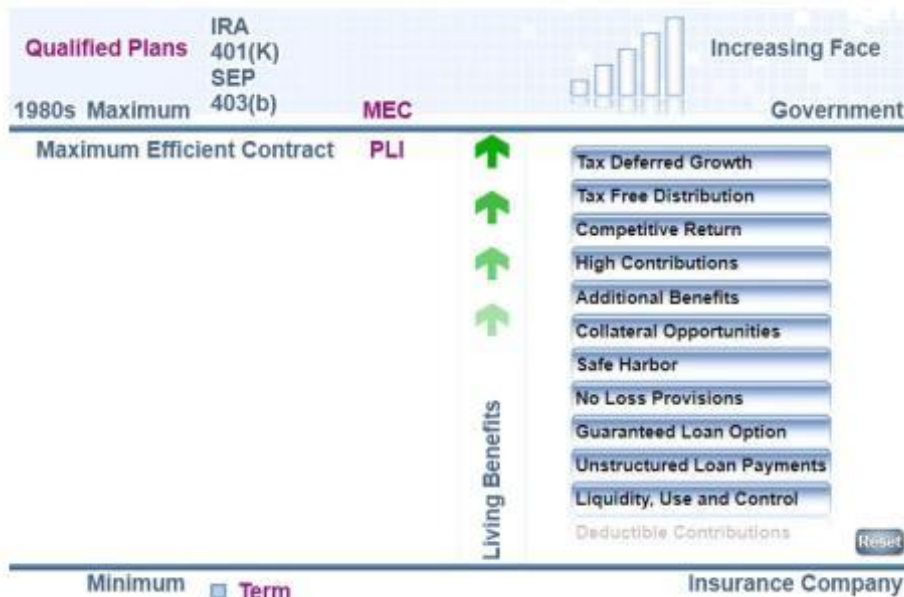 IRA
Qualified Plans 401(K) Increasing Face
SEP
1980s Maximum 403(b) MEC Government
Maximum Efficient Contract PLI
Tax Deferred Growth
Tax Free Distribution
Competitive Return
High Contributions
Additional Benefits
Collateral Opportunities
Safe Harbor
No Loss Provisions
Guaranteed Loan Option
Unstructured Loan Payments
Liquidity, Use and Control
Deductible Contributions
Living Benefits
Reset
Minimum Term Insurance Company